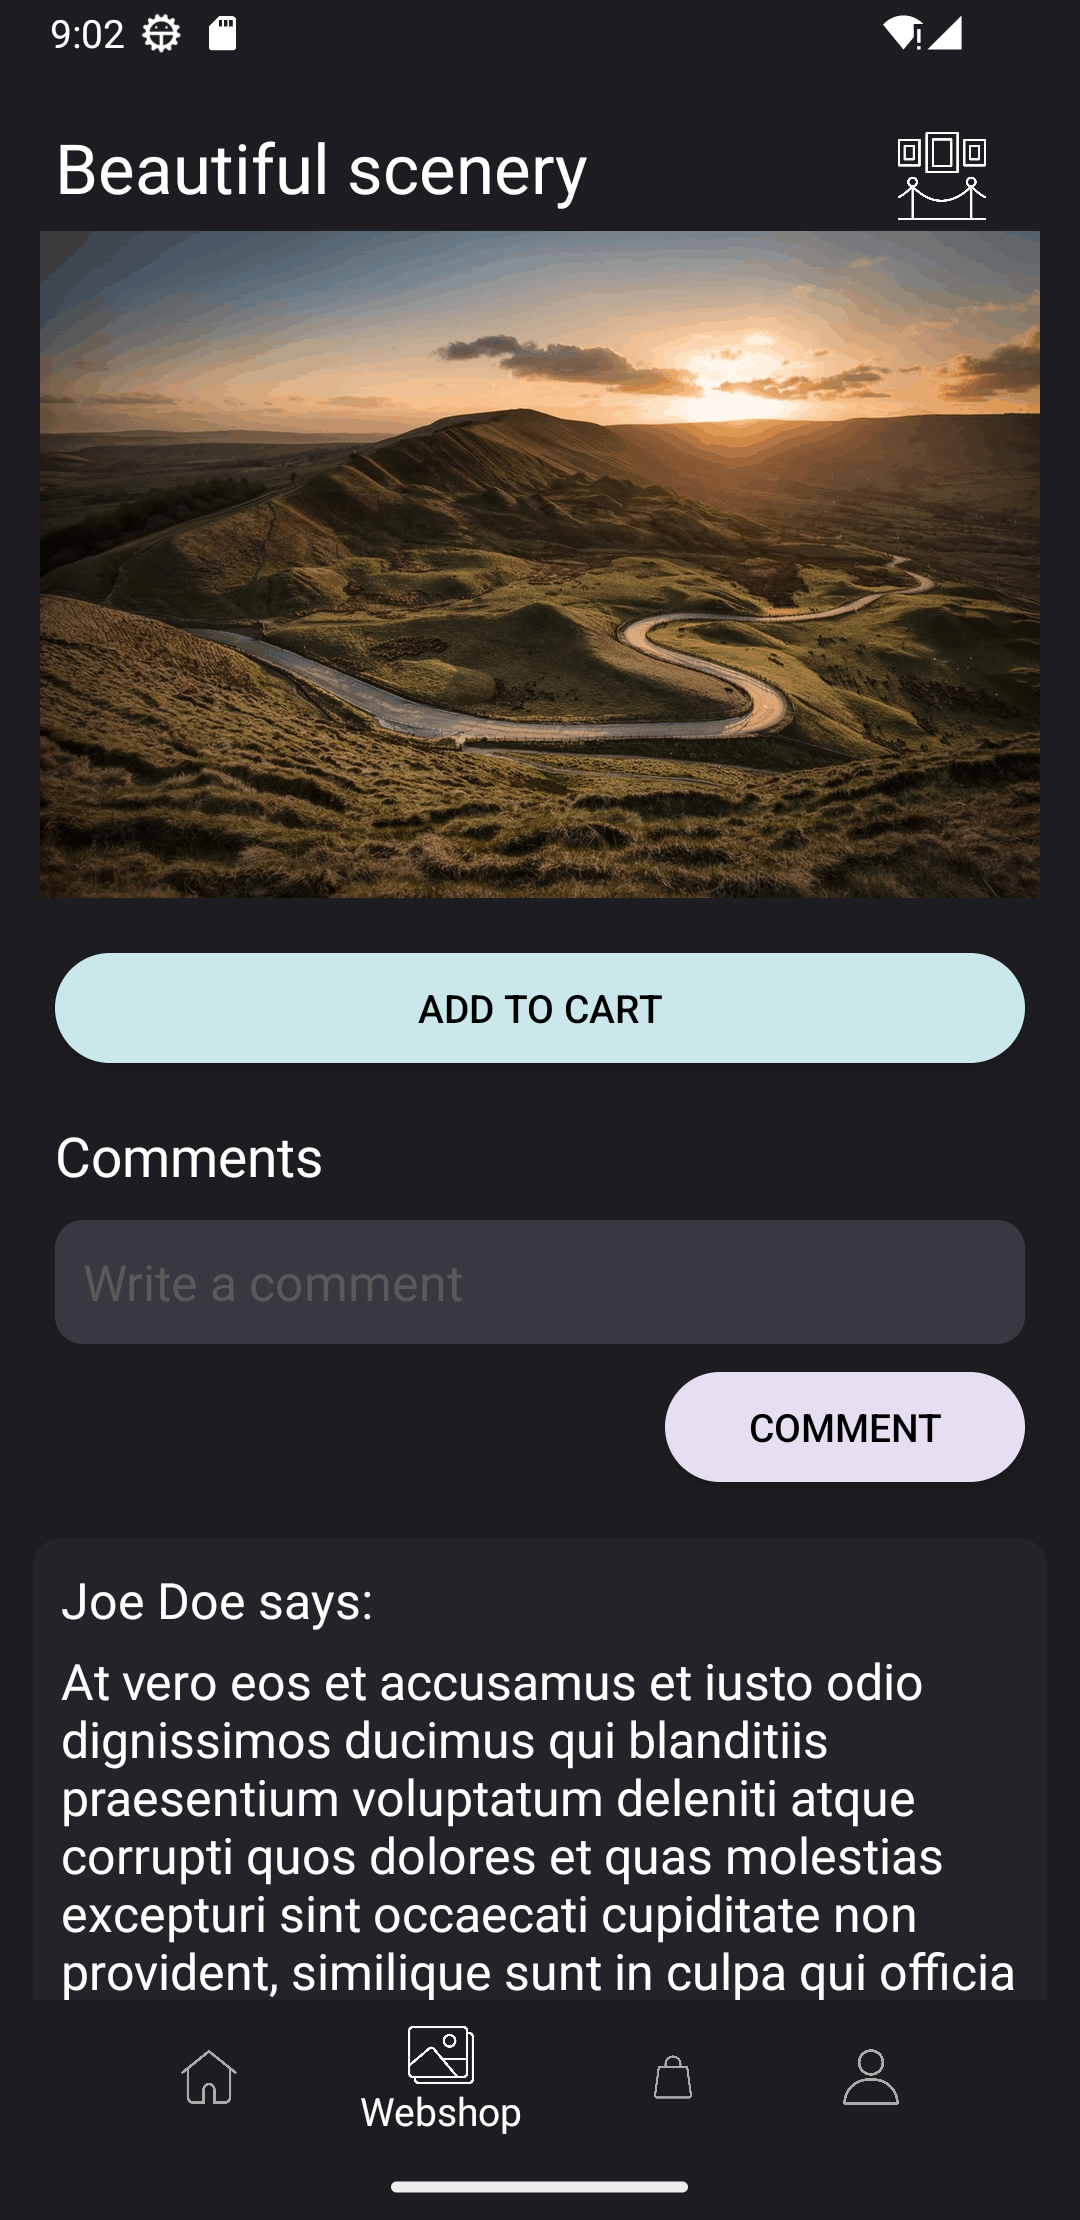 9:02
Beautiful scenery
ADD TO CART
Comments
Write a comment
COMMENT
Joe Doe says:
At vero eos et accusamus et iusto odio
dignissimos ducimus qui blanditiis
praesentium voluptatum deleniti atque
corrupti quos dolores et quas molestias
excepturi sint occaecati cupiditate non
provident, similique sunt in culpa qui officia
Webshop